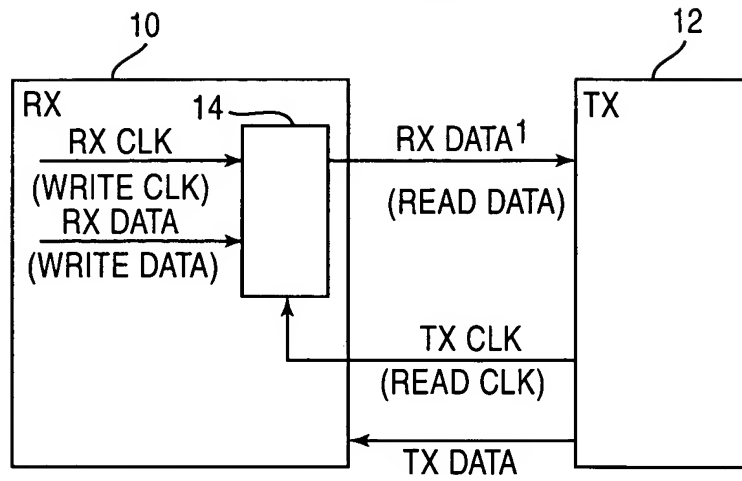 10
12
RX
TX
14
RX CLK
(WRITE CLK)
RX DATA
(WRITE DATA)
RX DATA¹
(READ DATA)
TX CLK
(READ CLK)
TX DATA